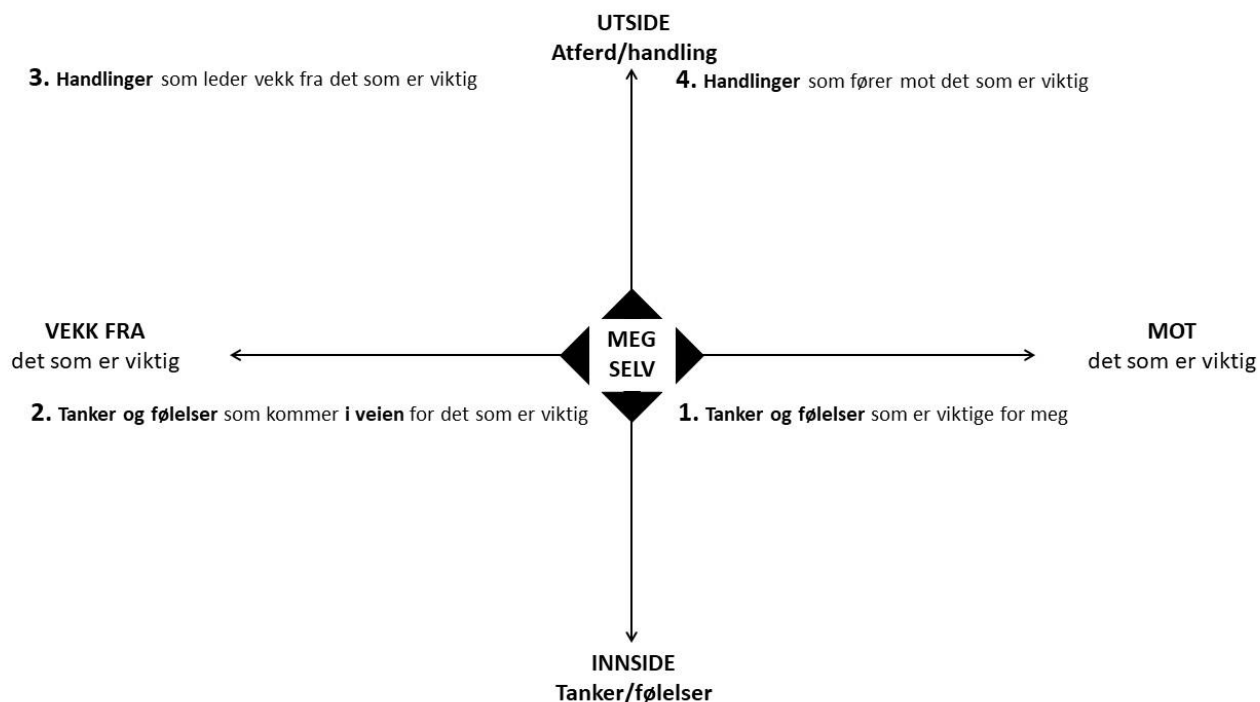 UTSIDE
Atferd/handling
3. Handlinger som leder vekk fra det som er viktig
4. Handlinger som fører mot det som er viktig
VEKK FRA
det som er viktig
MEG
SELV
MOT
det som er viktig
2. Tanker og følelser som kommer i veien for det som er viktig
1. Tanker og følelser som er viktige for meg
INNSIDE
Tanker/følelser